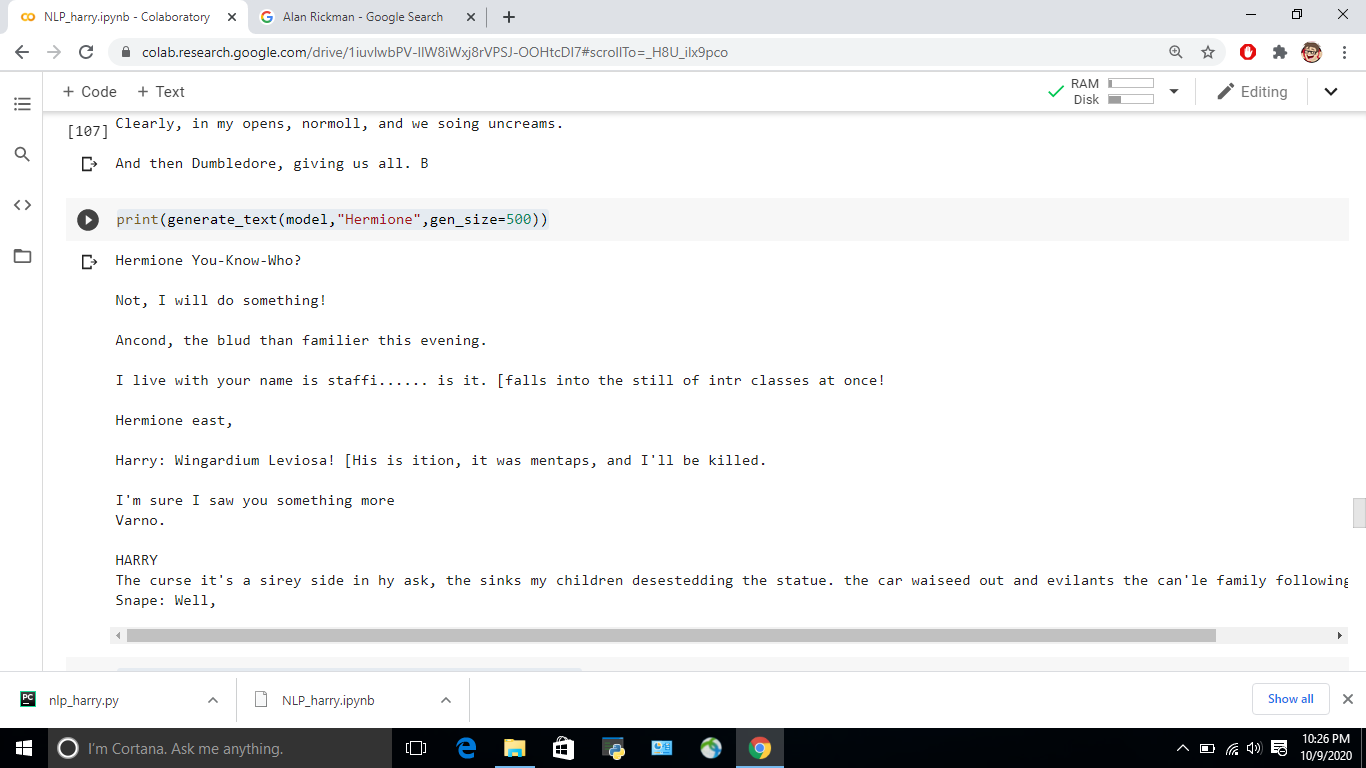 NLP_harry.ipynb - Colaboratory
Alan Rickman - Google Search
colab.research.google.com/drive/1iuvlwbPV-lIW8iWxj8rVPSJ-OOHtcDI7#scrollTo=_H8U_ilx9pco
+ Code + Text
RAM
Disk
Editing
[107]
Clearly, in my opens, normoll, and we soing uncreams.
And then Dumbledore, giving us all. B
print(generate_text(model,"Hermione",gen_size=500))
Hermione You-Know-Who?
Not, I will do something!
Ancond, the blud than familier this evening.
I live with your name is staffi...... is it. [falls into the still of intr classes at once!
Hermione east,
Harry: Wingardium Leviosa! [His is ition, it was mentaps, and I'll be killed.
I'm sure I saw you something more
Varno.
HARRY
The curse it's a sirey side in hy ask, the sinks my children desestedding the statue. the car waiseed out and evilants the can'le family following
Snape: Well,
nlp_harry.py
NLP_harry.ipynb
Show all
I'm Cortana. Ask me anything.
10:26 PM
10/9/2020